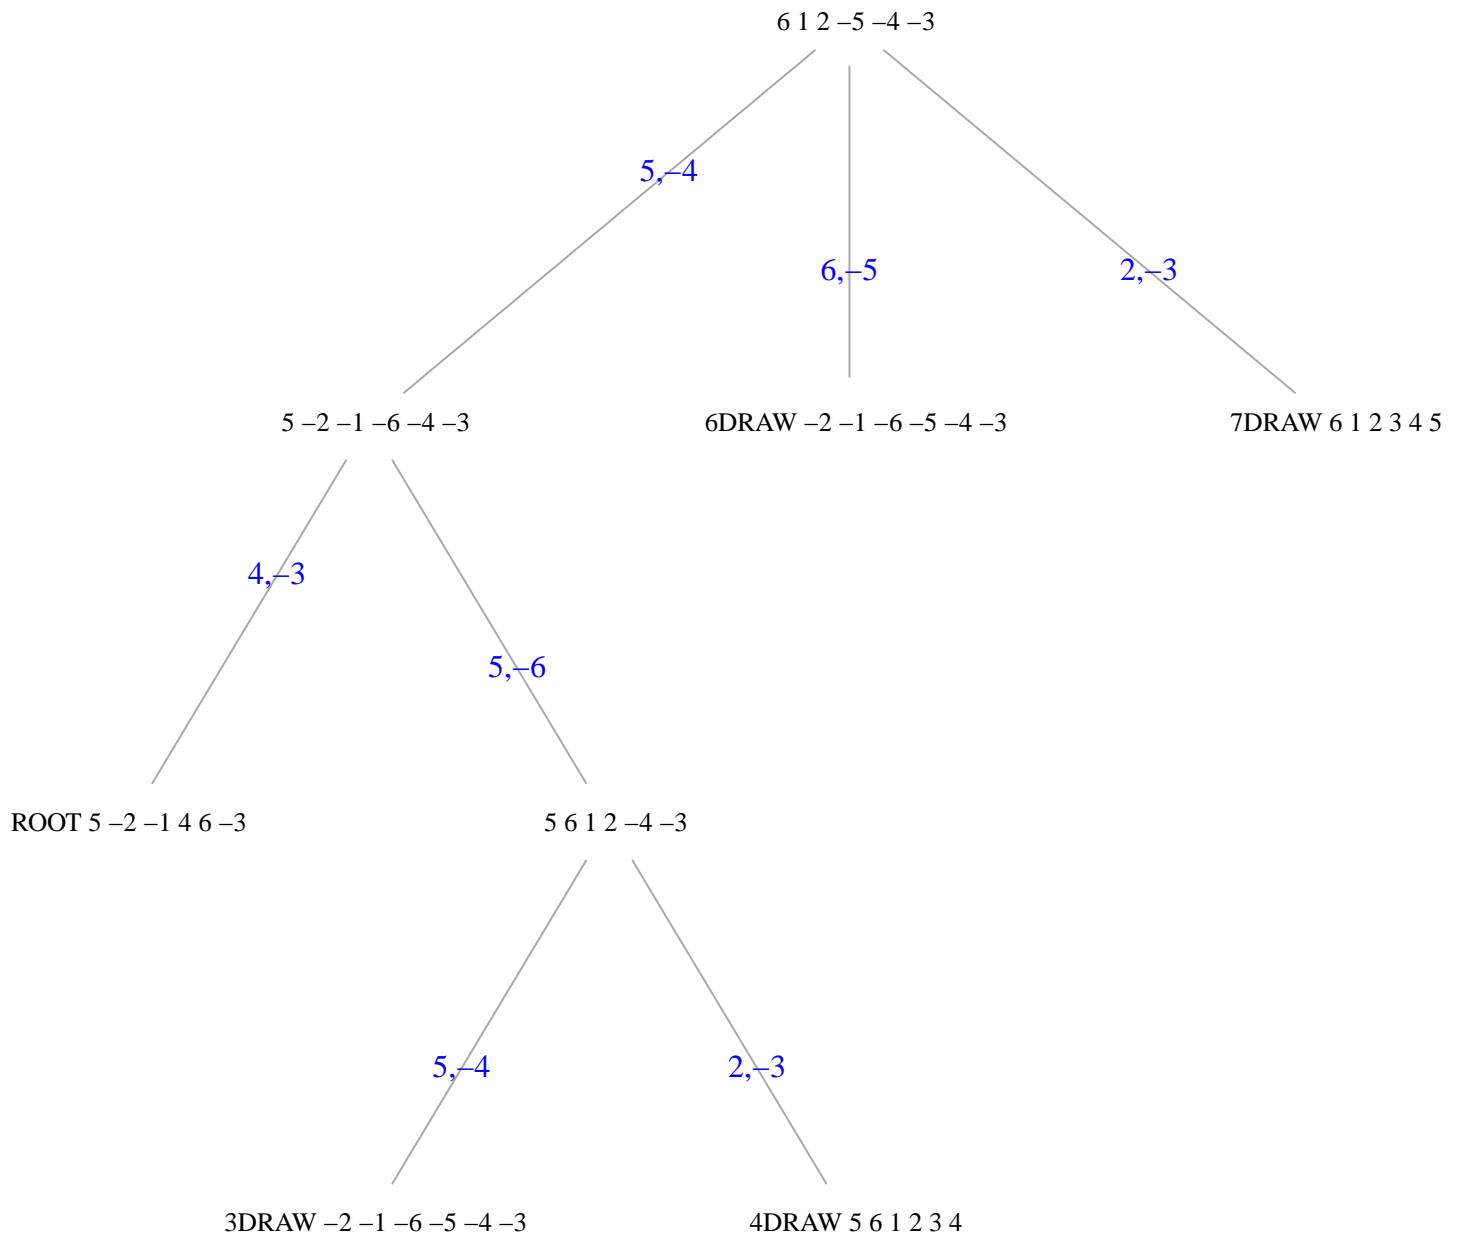 6 1 2 –5 –4 –3
5,–4
6,–5
2,–3
5 –2 –1 –6 –4 –3
6DRAW –2 –1 –6 –5 –4 –3
7DRAW 6 1 2 3 4 5
4,–3
5,–6
ROOT 5 –2 –1 4 6 –3
5 6 1 2 –4 –3
5,–4
2,–3
3DRAW –2 –1 –6 –5 –4 –3
4DRAW 5 6 1 2 3 4